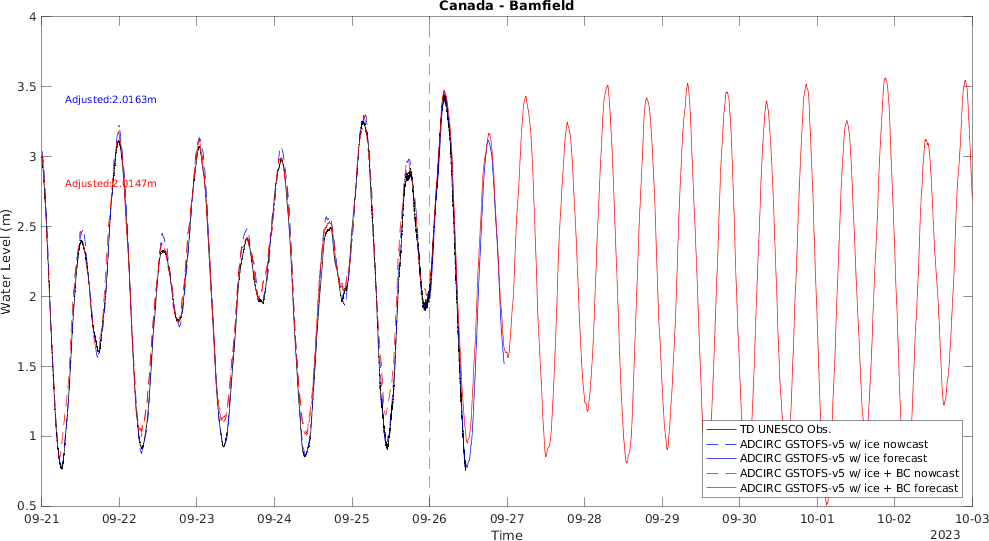 Canada - Bamfield
4
3.5
3
2.5
2
1.5
1
0.5
Water Level (m)
Adjusted:2.0163m
Adjusted:2.0147m
TD UNESCO Obs.
ADCIRC GSTOFS-v5 w/ ice nowcast
ADCIRC GSTOFS-v5 w/ ice forecast
ADCIRC GSTOFS-v5 w/ ice + BC nowcast
ADCIRC GSTOFS-v5 w/ ice + BC forecast
09-21 09-22 09-23 09-24 09-25 09-26 09-27 09-28 09-29 09-30 10-01 10-02 10-03
Time
2023